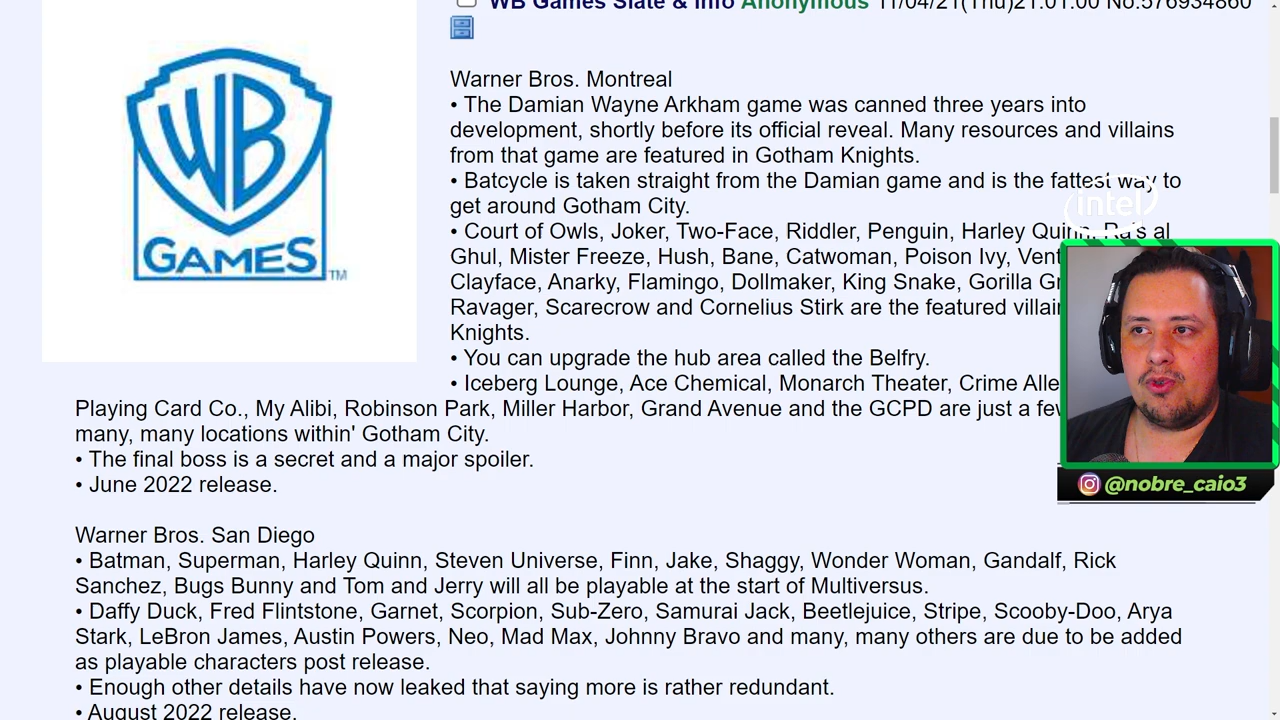 WB Games Slate & Info Anonymous 11/04/21(Thu)21:01:00 No.576934860
WB
GAMES
TM
Warner Bros. Montreal
• The Damian Wayne Arkham game was canned three years into
development, shortly before its official reveal. Many resources and villains
from that game are featured in Gotham Knights.
• Batcycle is taken straight from the Damian game and is the fattest way to
get around Gotham City.
• Court of Owls, Joker, Two-Face, Riddler, Penguin, Harley Quinn, Ra's al
Ghul, Mister Freeze, Hush, Bane, Catwoman, Poison Ivy, Vent
Clayface, Anarky, Flamingo, Dollmaker, King Snake, Gorilla Gr
Ravager, Scarecrow and Cornelius Stirk are the featured villain
Knights.
• You can upgrade the hub area called the Belfry.
• Iceberg Lounge, Ace Chemical, Monarch Theater, Crime Alle
Playing Card Co., My Alibi, Robinson Park, Miller Harbor, Grand Avenue and the GCPD are just a few
many, many locations within' Gotham City.
• The final boss is a secret and a major spoiler.
• June 2022 release.
intel
@nobre_caio3
Warner Bros. San Diego
• Batman, Superman, Harley Quinn, Steven Universe, Finn, Jake, Shaggy, Wonder Woman, Gandalf, Rick
Sanchez, Bugs Bunny and Tom and Jerry will all be playable at the start of Multiversus.
• Daffy Duck, Fred Flintstone, Garnet, Scorpion, Sub-Zero, Samurai Jack, Beetlejuice, Stripe, Scooby-Doo, Arya
Stark, LeBron James, Austin Powers, Neo, Mad Max, Johnny Bravo and many, many others are due to be added
as playable characters post release.
• Enough other details have now leaked that saying more is rather redundant.
• August 2022 release.